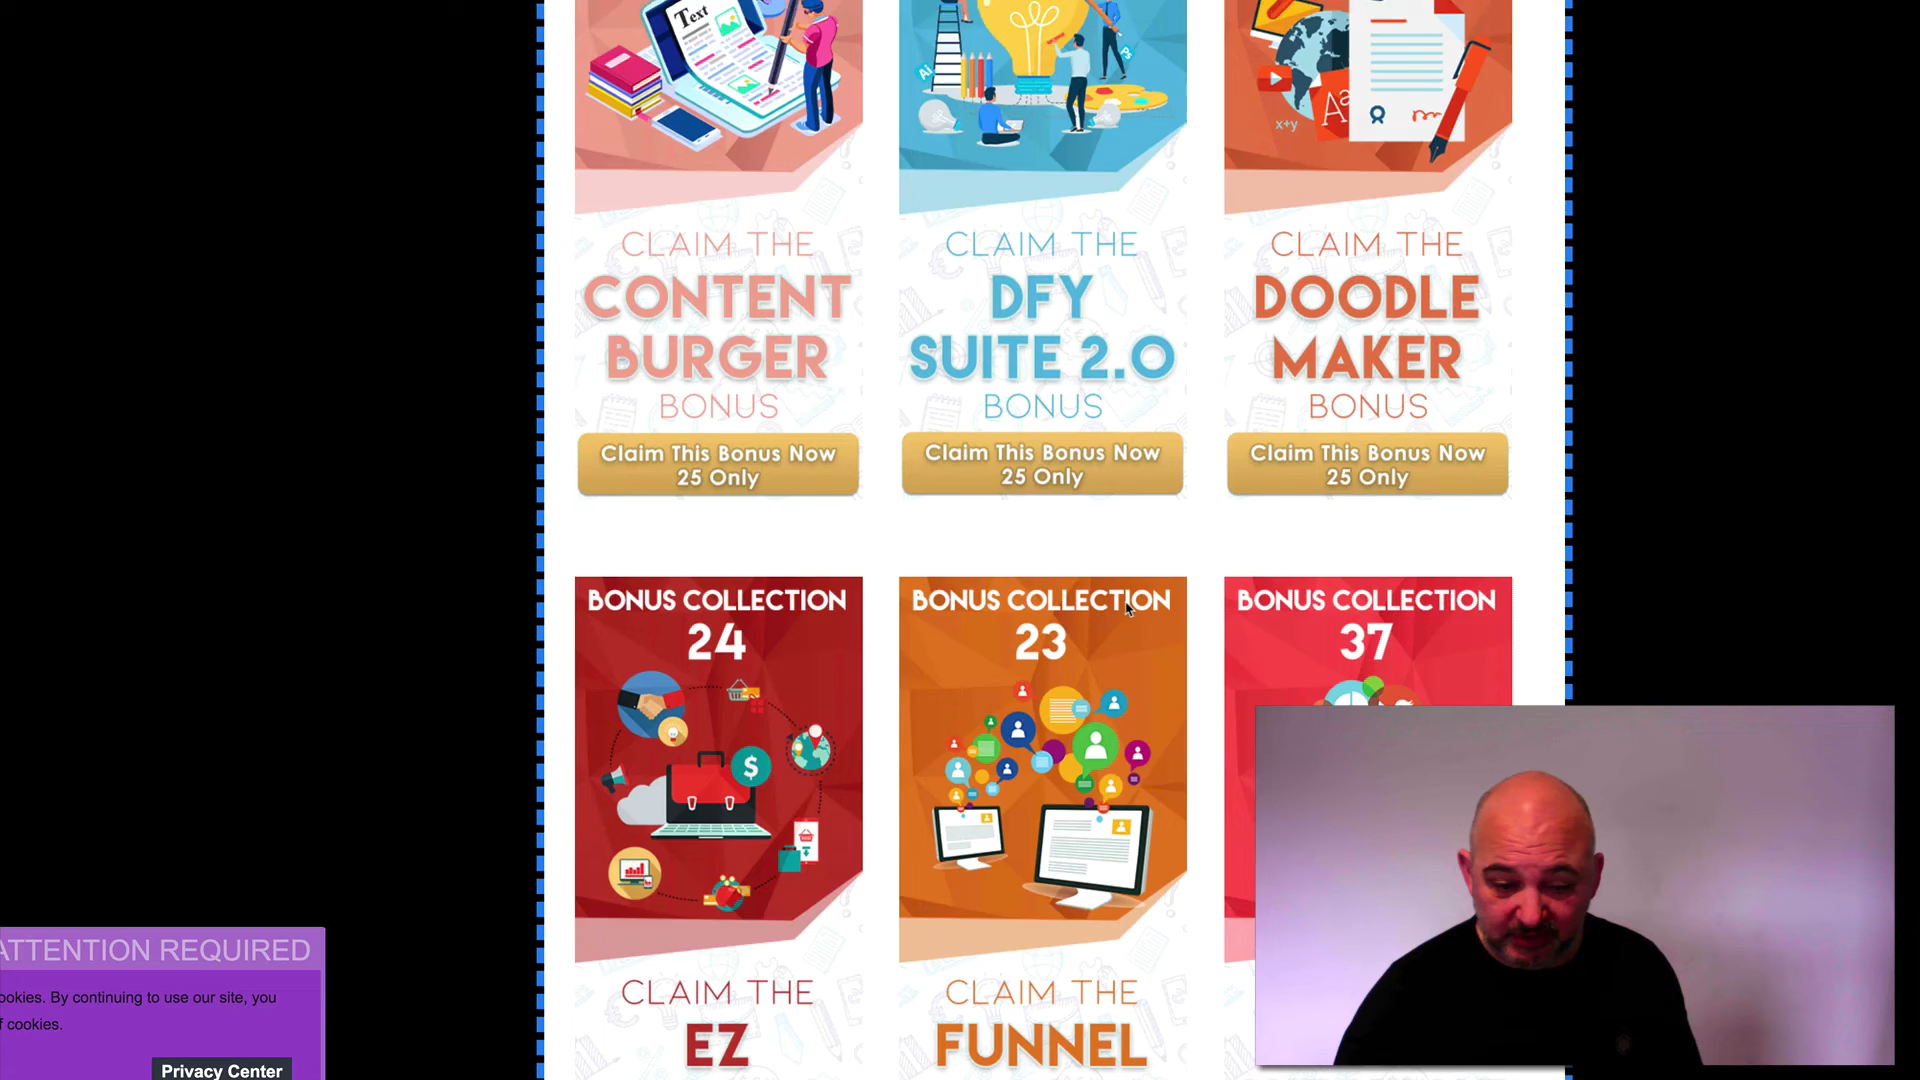 Text
Ai
Ps
Aa
x+y
CLAIM THE
CONTENT
BURGER
BONUS
Claim This Bonus Now
25 Only
CLAIM THE
DFY
SUITE 2.0
BONUS
Claim This Bonus Now
25 Only
CLAIM THE
DOODLE
MAKER
BONUS
Claim This Bonus Now
25 Only
BONUS COLLECTION
24
$
CLAIM THE
EZ
BONUS COLLECTION
23
CLAIM THE
FUNNEL
BONUS COLLECTION
37
ATTENTION REQUIRED
ookies. By continuing to use our site, you
f cookies.
Privacy Center